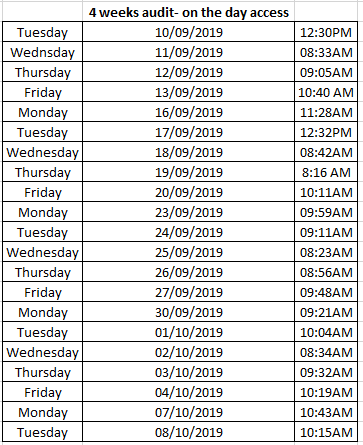 4 weeks audit- on the day access
Tuesday 10/09/2019 12:30PM
Wednsday 11/09/2019 08:33AM
Thursday 12/09/2019 09:05AM
Friday 13/09/2019 10:40 AM
Monday 16/09/2019 11:28AM
Tuesday 17/09/2019 12:32PM
Wednesday 18/09/2019 08:42AM
Thursday 19/09/2019 8:16 AM
Friday 20/09/2019 10:11AM
Monday 23/09/2019 09:59AM
Tuesday 24/09/2019 09:11AM
Wednesday 25/09/2019 08:23AM
Thursday 26/09/2019 08:56AM
Friday 27/09/2019 09:48AM
Monday 30/09/2019 09:21AM
Tuesday 01/10/2019 10:04AM
Wednesday 02/10/2019 08:34AM
Thursday 03/10/2019 09:32AM
Friday 04/10/2019 10:19AM
Monday 07/10/2019 10:43AM
Tuesday 08/10/2019 10:15AM